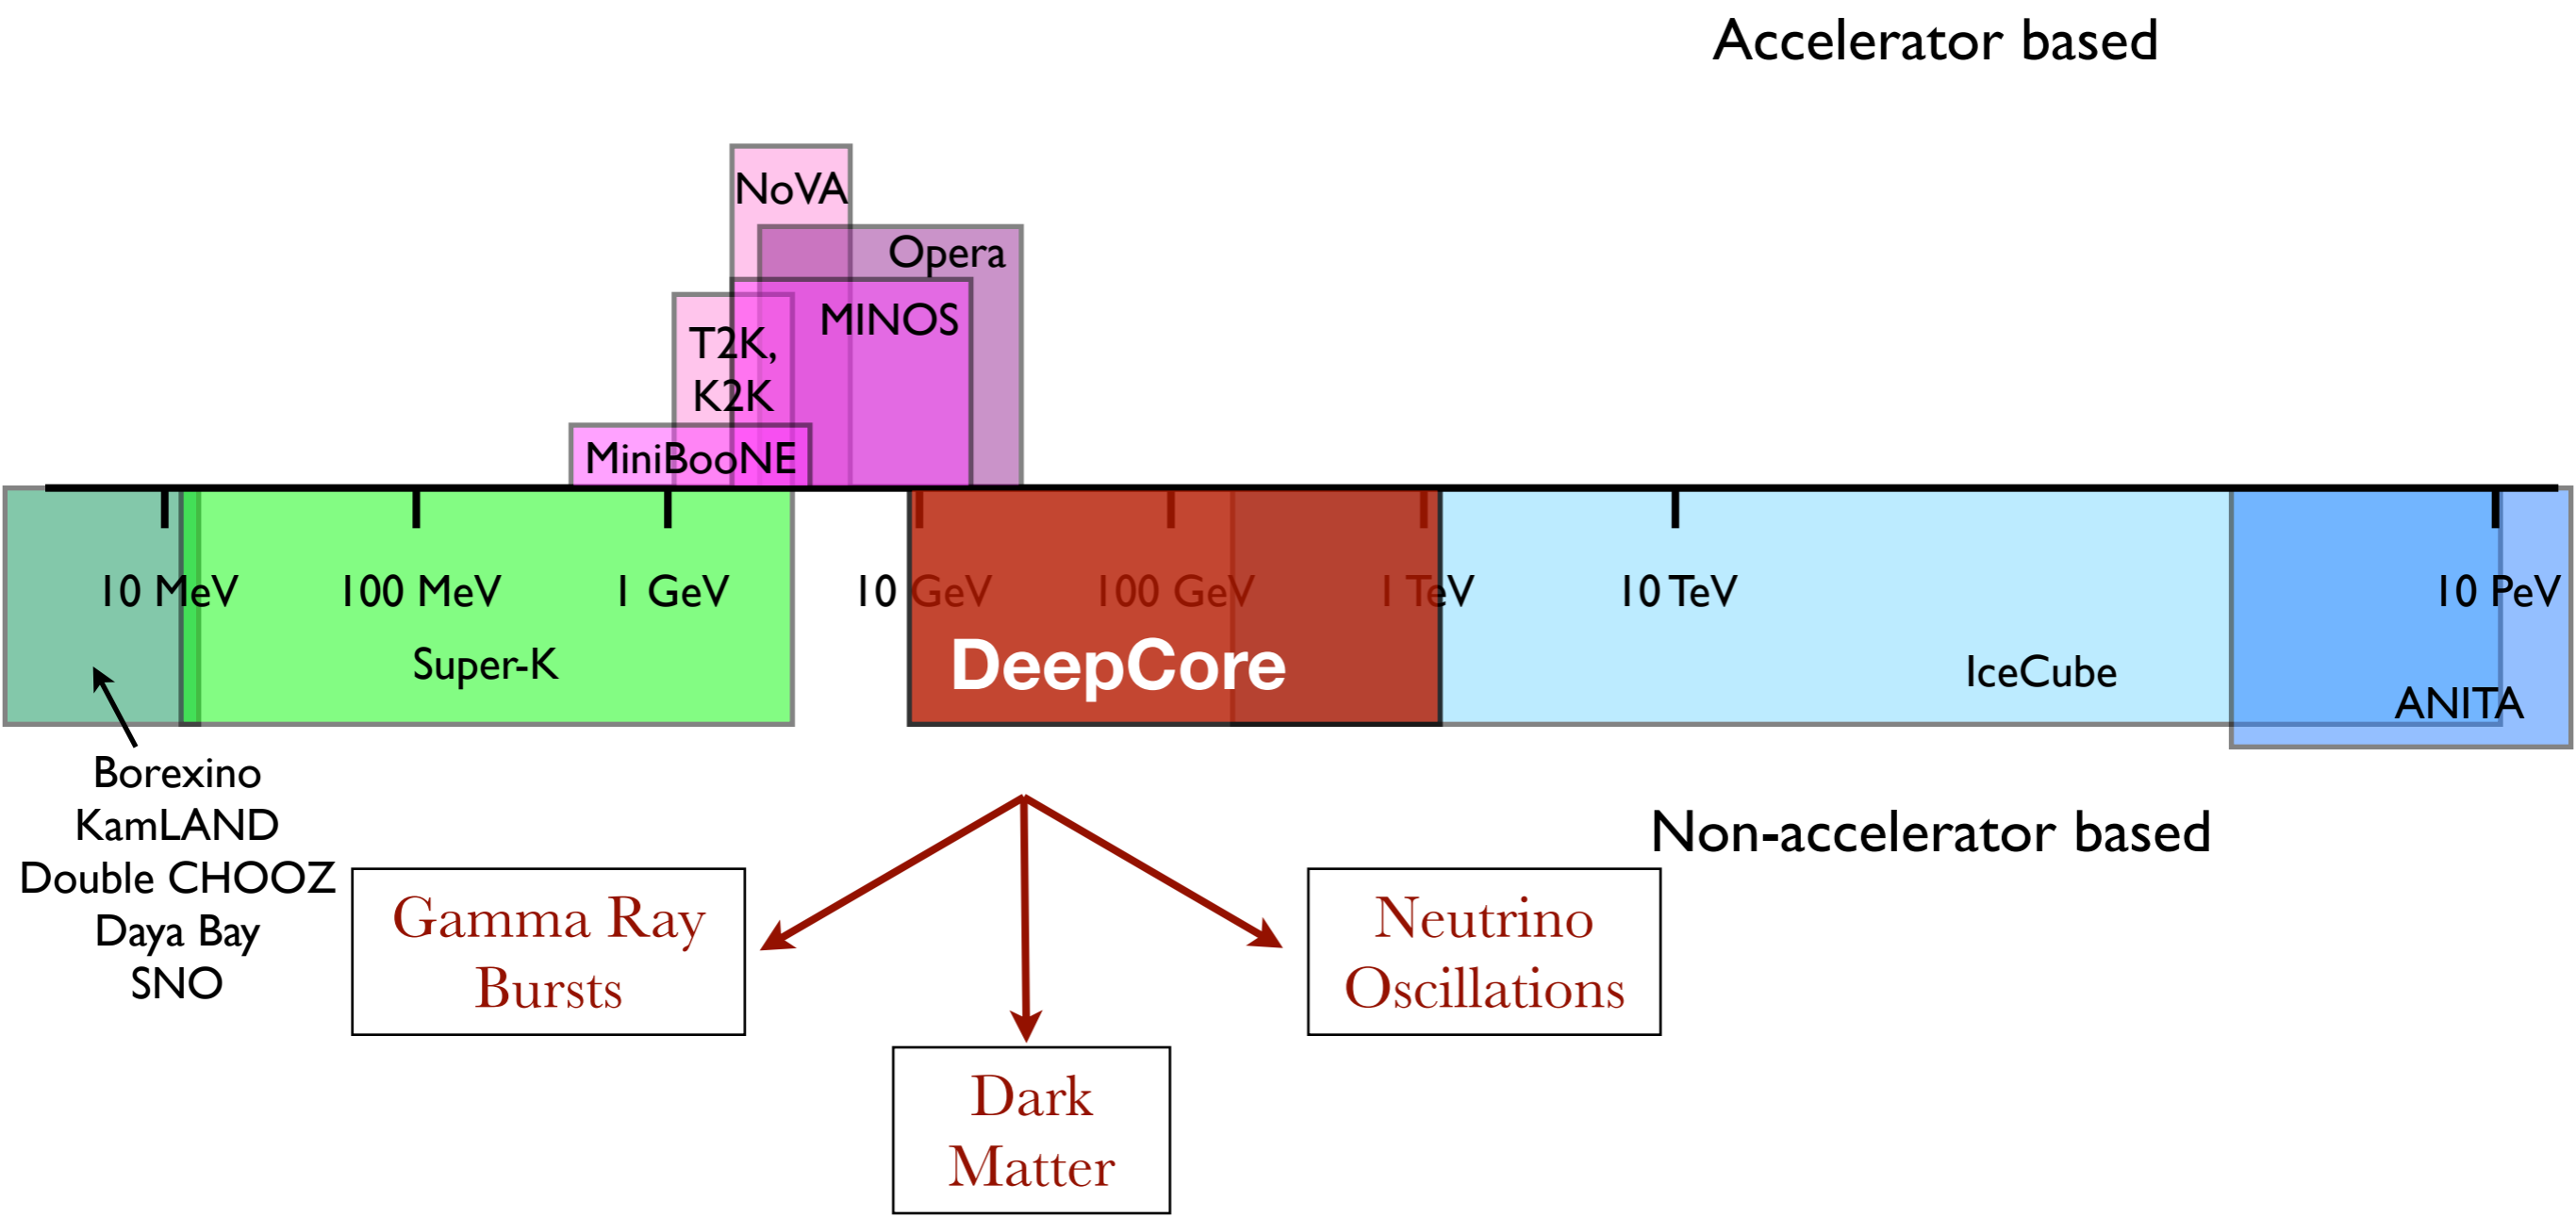 Accelerator based
NoVA
Opera
MINOS
T2K,
K2K
MiniBooNE
10 MeV
100 MeV
1 GeV
10 GeV
100 GeV
1 TeV
10 TeV
10 PeV
Super-K
DeepCore
IceCube
ANITA
Borexino
KamLAND
Double CHOOZ
Daya Bay
SNO
Non-accelerator based
Gamma Ray
Bursts
Dark
Matter
Neutrino
Oscillations